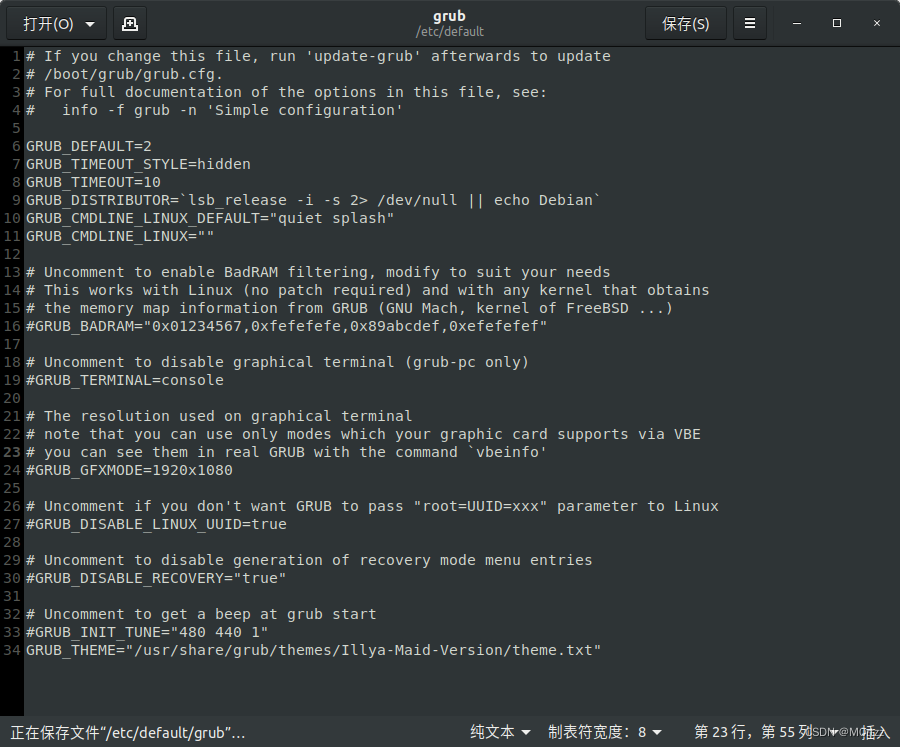 打开(O)
grub
/etc/default
保存(S)
1 # If you change this file, run 'update-grub' afterwards to update
2 # /boot/grub/grub.cfg.
3 # For full documentation of the options in this file, see:
4 #   info -f grub -n 'Simple configuration'
5
6 GRUB_DEFAULT=2
7 GRUB_TIMEOUT_STYLE=hidden
8 GRUB_TIMEOUT=10
9 GRUB_DISTRIBUTOR=`lsb_release -i -s 2> /dev/null || echo Debian`
10 GRUB_CMDLINE_LINUX_DEFAULT="quiet splash"
11 GRUB_CMDLINE_LINUX=""
12
13 # Uncomment to enable BadRAM filtering, modify to suit your needs
14 # This works with Linux (no patch required) and with any kernel that obtains
15 # the memory map information from GRUB (GNU Mach, kernel of FreeBSD ...)
16 #GRUB_BADRAM="0x01234567,0xfefefefe,0x89abcdef,0xefefefef"
17
18 # Uncomment to disable graphical terminal (grub-pc only)
19 #GRUB_TERMINAL=console
20
21 # The resolution used on graphical terminal
22 # note that you can use only modes which your graphic card supports via VBE
23 # you can see them in real GRUB with the command `vbeinfo'
24 #GRUB_GFXMODE=1920x1080
25
26 # Uncomment if you don't want GRUB to pass "root=UUID=xxx" parameter to Linux
27 #GRUB_DISABLE_LINUX_UUID=true
28
29 # Uncomment to disable generation of recovery mode menu entries
30 #GRUB_DISABLE_RECOVERY="true"
31
32 # Uncomment to get a beep at grub start
33 #GRUB_INIT_TUNE="480 440 1"
34 GRUB_THEME="/usr/share/grub/themes/Illya-Maid-Version/theme.txt"
正在保存文件“/etc/default/grub”… 纯文本 制表符宽度：8 第 23 行，第 55 列 插入